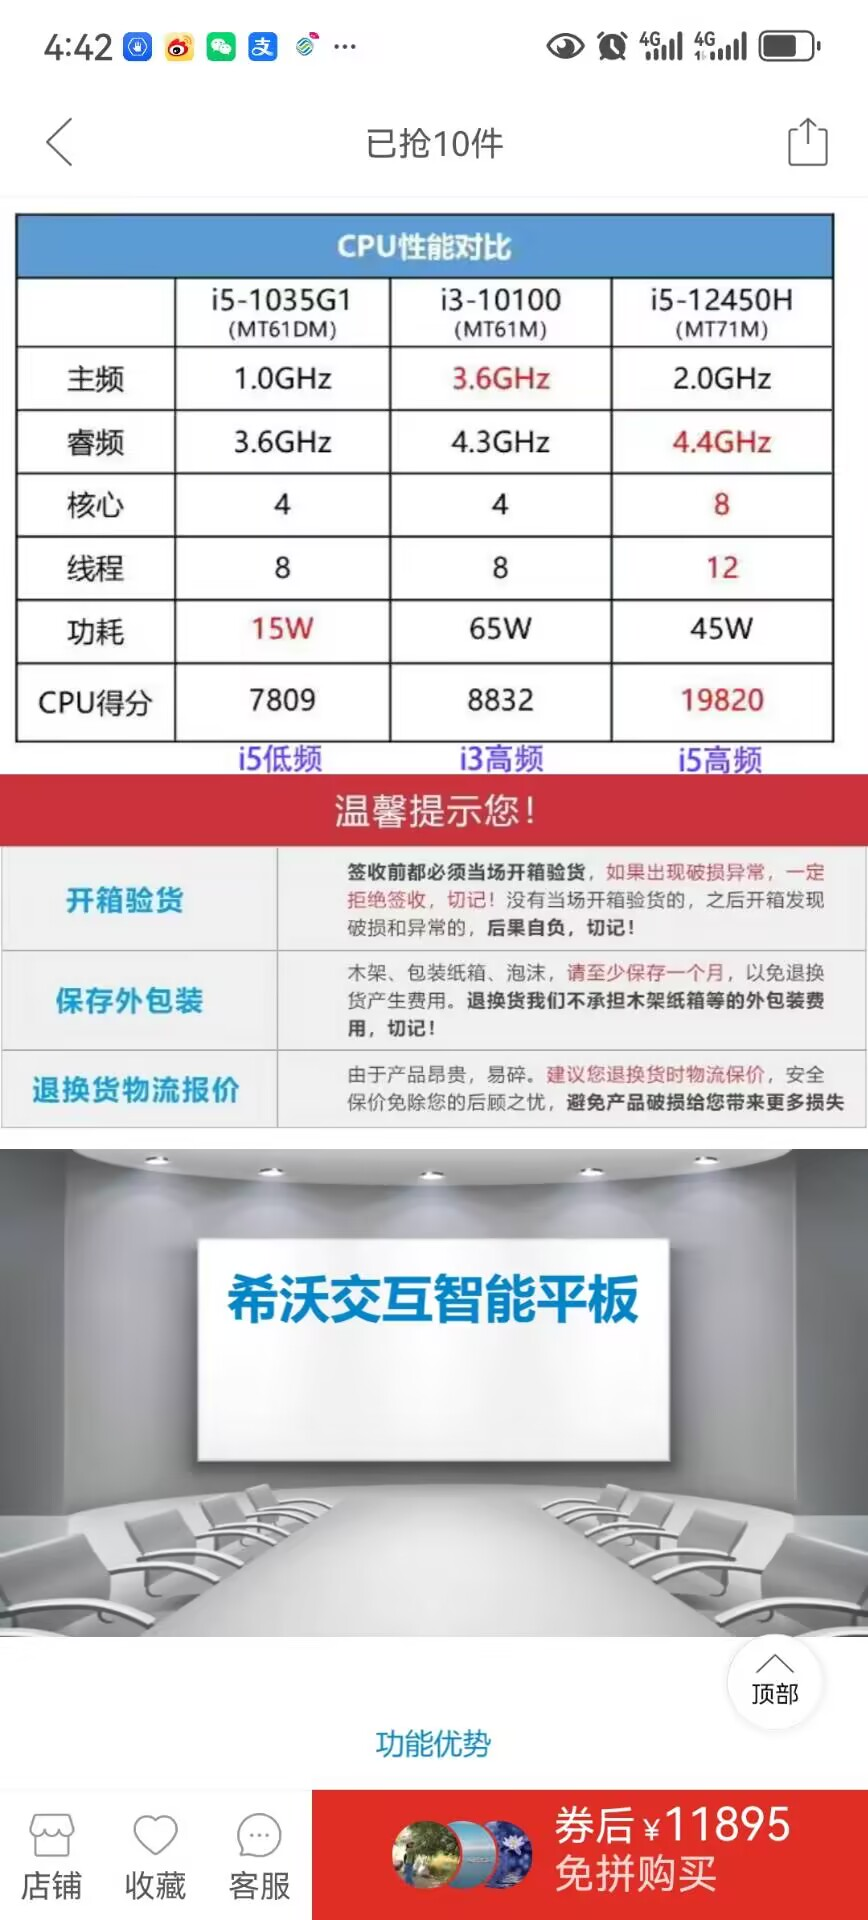 4:42
4G 4G
已抢10件
CPU性能对比
i5-1035G1 i3-10100 i5-12450H
(MT61DM) (MT61M) (MT71M)
主频 1.0GHz 3.6GHz 2.0GHz
睿频 3.6GHz 4.3GHz 4.4GHz
核心 4 4 8
线程 8 8 12
功耗 15W 65W 45W
CPU得分 7809 8832 19820
i5低频 i3高频 i5高频
温馨提示您！
开箱验货
签收前都必须当场开箱验货，如果出现破损异常，一定
拒绝签收，切记！没有当场开箱验货的，之后开箱发现
破损和异常的，后果自负，切记！
保存外包装
木架、包装纸箱、泡沫，请至少保存一个月，以免退换
货产生费用。退换货我们不承担木架纸箱等的外包装费
用，切记！
退换货物流报价
由于产品昂贵，易碎。建议您退换货时物流保价，安全
保价免除您的后顾之忧，避免产品破损给您带来更多损失
希沃交互智能平板
顶部
功能优势
店铺 收藏 客服
券后¥11895
免拼购买